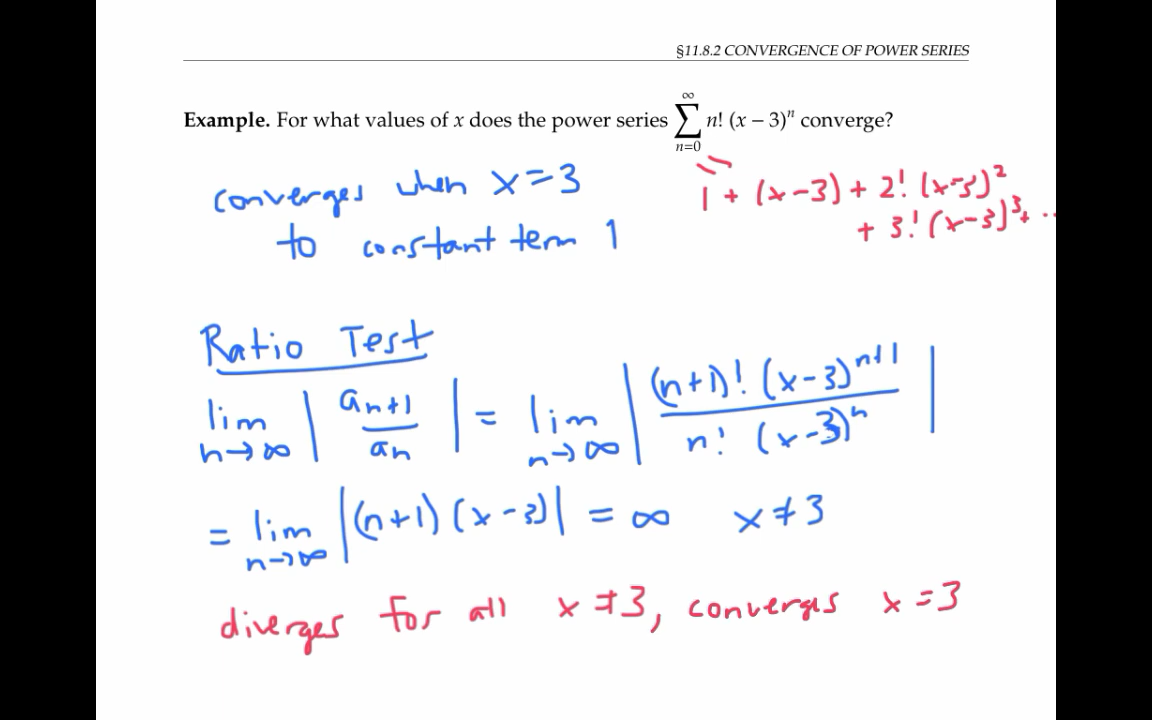 §11.8.2 CONVERGENCE OF POWER SERIES
Example. For what values of x does the power series ∑_{n=0}^{∞} n! (x − 3)^n converge?
converges when x = 3
to constant term 1
1 + (x-3) + 2! (x-3)^2
+ 3! (x-3)^3 + ..
Ratio Test
lim_{n→∞} | a_{n+1} / a_n | = lim_{n→∞} | (n+1)! (x-3)^{n+1} / n! (x-3)^n |
= lim_{n→∞} |(n+1) (x-3)| = ∞ x ≠ 3
diverges for all x ≠ 3, converges x = 3